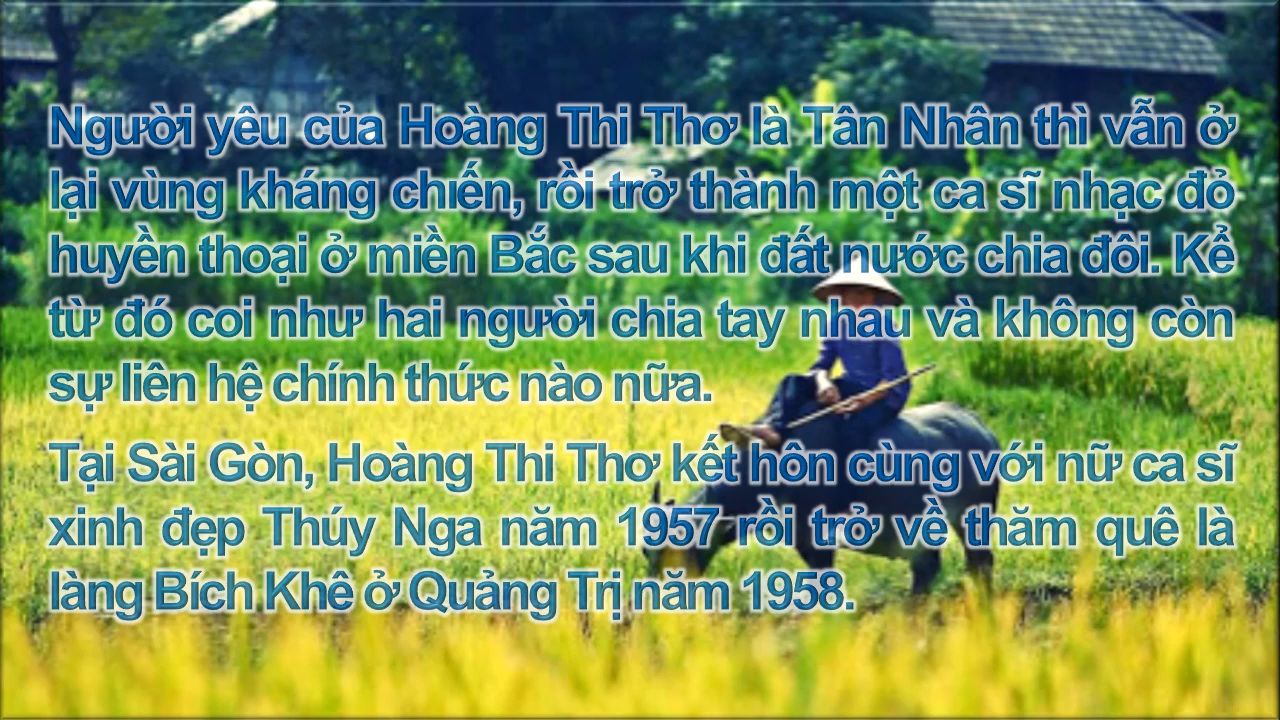 Người yêu của Hoàng Thi Thơ là Tân Nhân thì vẫn ở
lại vùng kháng chiến, rồi trở thành một ca sĩ nhạc đỏ
huyền thoại ở miền Bắc sau khi đất nước chia đôi. Kể
từ đó coi như hai người chia tay nhau và không còn
sự liên hệ chính thức nào nữa.
Tại Sài Gòn, Hoàng Thi Thơ kết hôn cùng với nữ ca sĩ
xinh đẹp Thúy Nga năm 1957 rồi trở về thăm quê là
làng Bích Khê ở Quảng Trị năm 1958.